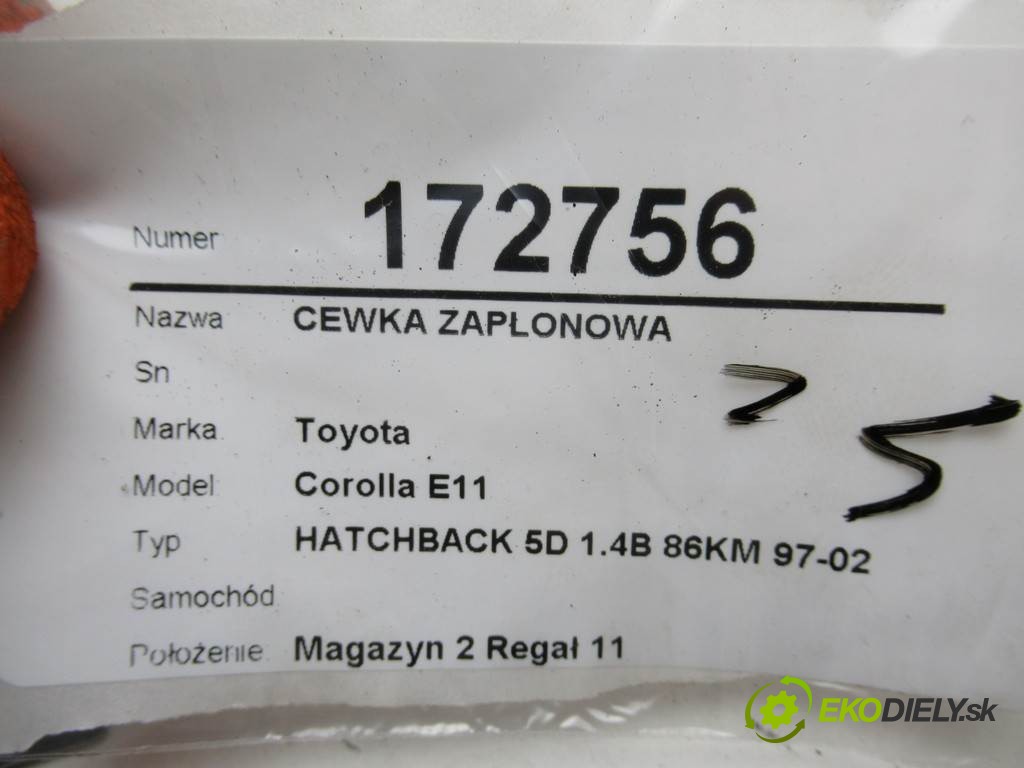 Numer 172756
Nazwa CEWKA ZAPŁONOWA
Sn
Marka Toyota
Model Corolla E11
Typ HATCHBACK 5D 1.4B 86KM 97-02
Samochód
Położenie Magazyn 2 Regał 11
EKODIELY.sk